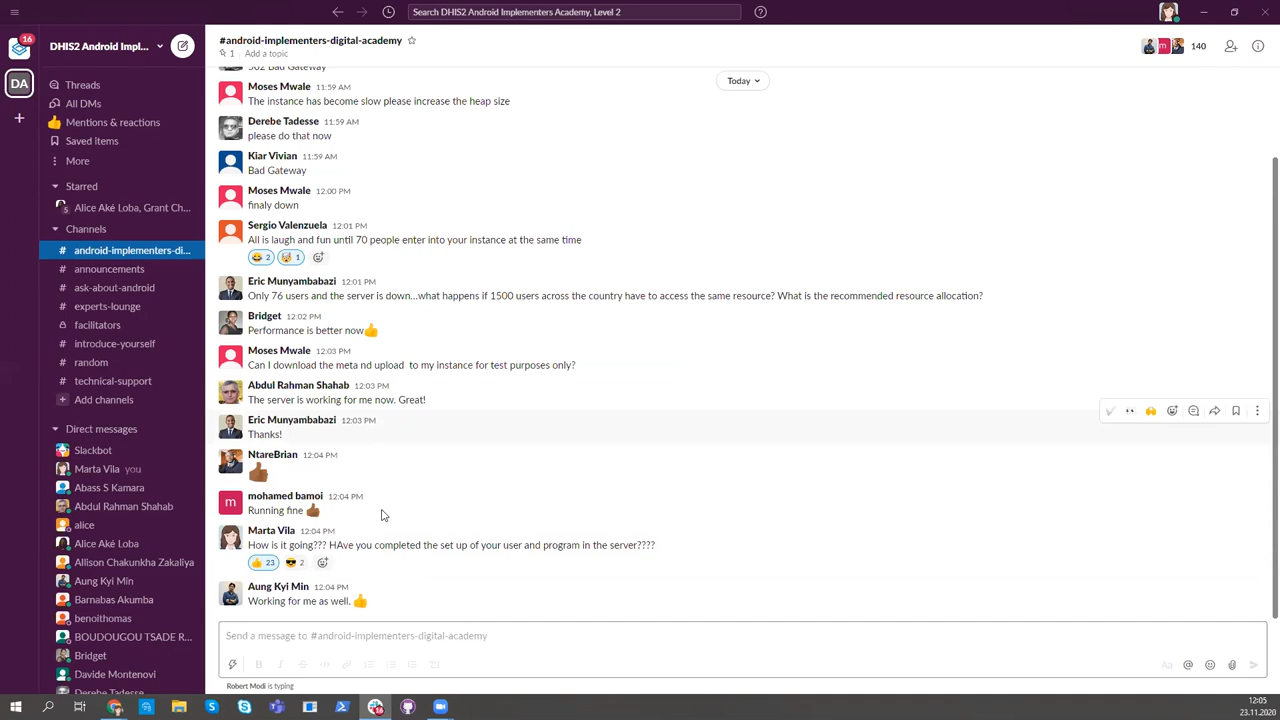 Search DHIS2 Android Implementers Academy, Level 2
16
DHIS2 Android Impl...
DA
Threads
All DMs
Mentions & reactions
Saved items
More
Starred
5
Alice Aké Loba, Grant Ch...
Channels
# android-implementers-di...
# announcements
# ask-about-android
# experts-lounge
facilitators
# introduce-yourself
# random
# technical-support
Add channels
Direct messages
Slackbot
Marta Vila you
Abass S Kamara
Abdul Rahman Shahab
alice
Alice Aké Loba
Allison Chakunkha Zakaliya
Aung Kyi Min
Barnabas Akumba
benoithomas
BOUDOUGOU TSADE R...
Bridget
Davide Montenovi
Derebe Tadesse
#android-implementers-digital-academy
1 Add a topic
m
140
502 Bad Gateway
Today
Moses Mwale 11:59 AM
The instance has become slow please increase the heap size
Derebe Tadesse 11:59 AM
please do that now
Kiar Vivian 11:59 AM
Bad Gateway
Moses Mwale 12:00 PM
finaly down
Sergio Valenzuela 12:01 PM
All is laugh and fun until 70 people enter into your instance at the same time
2 1
Eric Munyambabazi 12:01 PM
Only 76 users and the server is down...what happens if 1500 users across the country have to access the same resource? What is the recommended resource allocation?
Bridget 12:02 PM
Performance is better now
Moses Mwale 12:03 PM
Can I download the meta nd upload to my instance for test purposes only?
Abdul Rahman Shahab 12:03 PM
The server is working for me now. Great!
Eric Munyambabazi 12:03 PM
Thanks!
NtareBrian 12:04 PM
m
mohamed bamoi 12:04 PM
Running fine
Marta Vila 12:04 PM
How is it going??? HAve you completed the set up of your user and program in the server????
23 2
Aung Kyi Min 12:04 PM
Working for me as well.
Send a message to #android-implementers-digital-academy
B I S
Aa @
Robert Modi is typing
16
12:05
23.11.2020